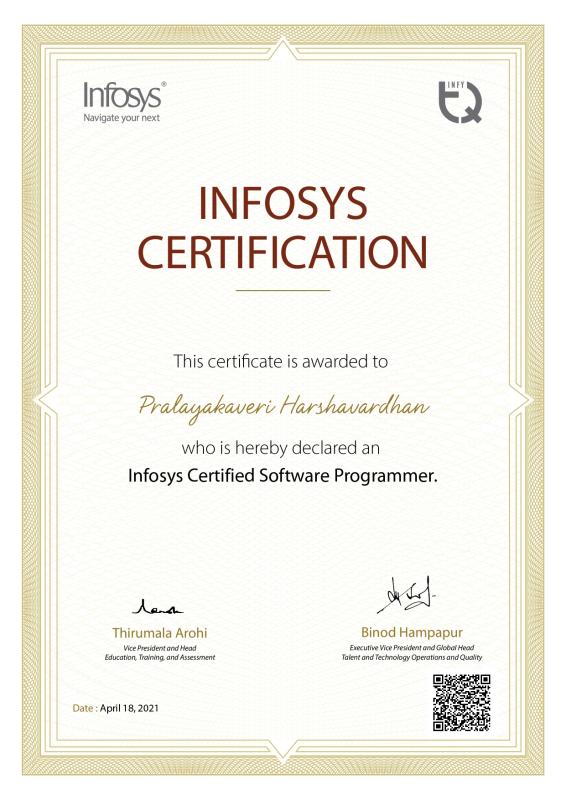 Infosys®
Navigate your next
INFY
TQ
INFOSYS
CERTIFICATION
This certificate is awarded to
Pralayakaveri Harshavardhan
who is hereby declared an
Infosys Certified Software Programmer.
Thirumala Arohi
Vice President and Head
Education, Training, and Assessment
Binod Hampapur
Executive Vice President and Global Head
Talent and Technology Operations and Quality
Date : April 18, 2021